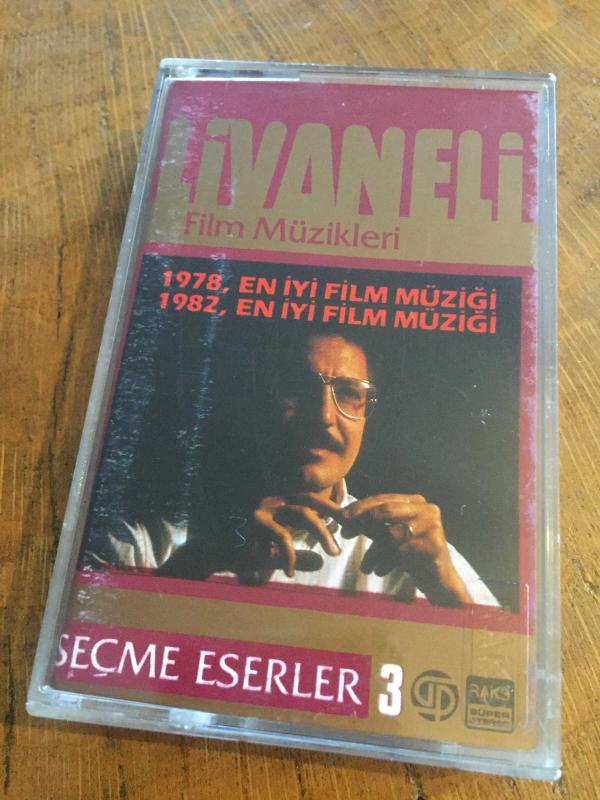 LİVANELİ
Film Müzikleri
1978, EN İYİ FİLM MÜZİĞİ
1982, EN İYİ FİLM MÜZİĞİ
SEÇME ESERLER 3
RAKS
SÜPER
STEREO